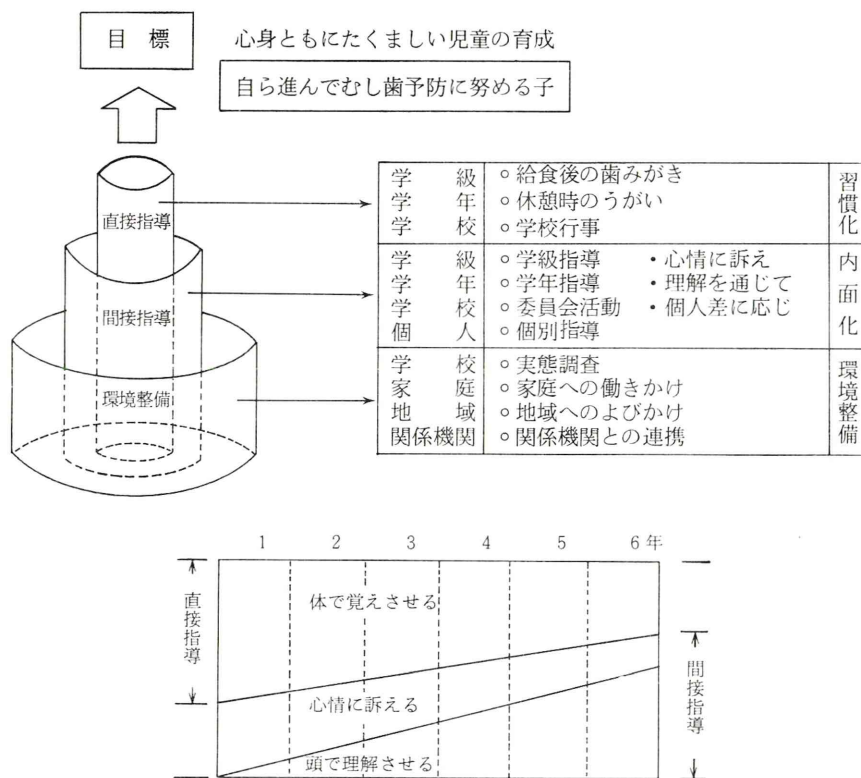 目 標
心身ともにたくましい児童の育成
自ら進んでむし歯予防に努める子
直接指導
間接指導
環境整備
学 級 ○給食後の歯みがき
学 年 ○休憩時のうがい
学 校 ○学校行事
習慣化
学 級 ○学級指導 ・心情に訴え
学 年 ○学年指導 ・理解を通じて
学 校 ○委員会活動 ・個人差に応じ
個 人 ○個別指導
内面化
学 校 ○実態調査
家 庭 ○家庭への働きかけ
地 域 ○地域へのよびかけ
関係機関 ○関係機関との連携
環境整備
1 2 3 4 5 6年
直接指導
体で覚えさせる
心情に訴える
頭で理解させる
間接指導